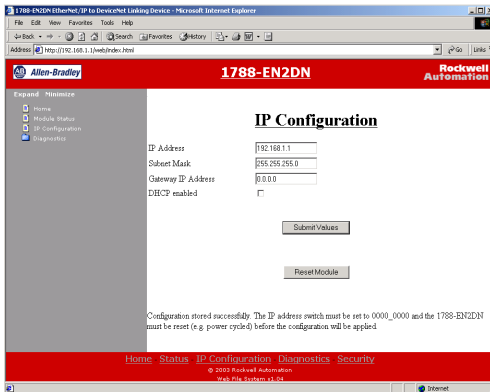 1788-EN2DN EtherNet/IP to DeviceNet Linking Device - Microsoft Internet Explorer
File Edit View Favorites Tools Help
Back Search Favorites History
Address http://192.168.1.1/web/index.html Go Links
Allen-Bradley
1788-EN2DN
Rockwell
Automation
Expand Minimize
Home
Module Status
IP Configuration
Diagnostics
IP Configuration
IP Address 192.168.1.1
Subnet Mask 255.255.255.0
Gateway IP Address 0.0.0.0
DHCP enabled
Submit Values
Reset Module
Configuration stored successfully. The IP address switch must be set to 0000_0000 and the 1788-EN2DN
must be reset (e.g. power cycled) before the configuration will be applied.
Home Status IP Configuration Diagnostics Security
© 2003 Rockwell Automation
Web File System v1.04
Internet